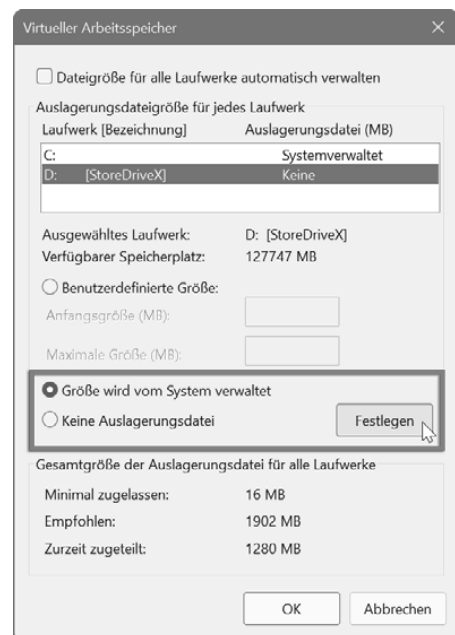 Virtueller Arbeitsspeicher
Dateigröße für alle Laufwerke automatisch verwalten
Auslagerungsdateigröße für jedes Laufwerk
Laufwerk [Bezeichnung] Auslagerungsdatei (MB)
C: Systemverwaltet
D: [StoreDriveX] Keine
Ausgewähltes Laufwerk: D: [StoreDriveX]
Verfügbarer Speicherplatz: 127747 MB
Benutzerdefinierte Größe:
Anfangsgröße (MB):
Maximale Größe (MB):
Größe wird vom System verwaltet
Keine Auslagerungsdatei Festlegen
Gesamtgröße der Auslagerungsdatei für alle Laufwerke
Minimal zugelassen: 16 MB
Empfohlen: 1902 MB
Zurzeit zugeteilt: 1280 MB
OK Abbrechen